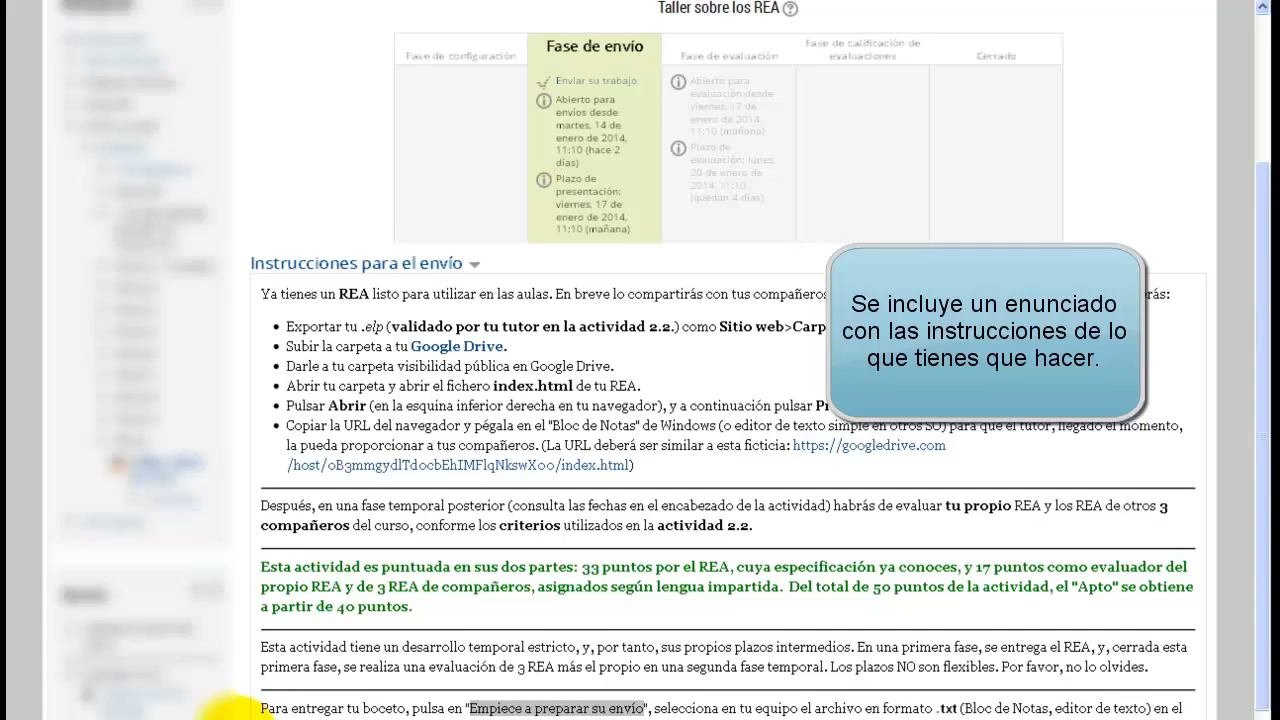 Taller sobre los REA
Fase de configuración
Fase de envío
Enviar su trabajo
Abierto para
envíos desde
martes, 14 de
enero de 2014,
11:10 (hace 2
días)
Plazo de
presentación:
viernes, 17 de
enero de 2014,
11:10 (mañana)
Fase de evaluación
Abierto para
evaluación desde
viernes, 17 de
enero de 2014,
11:10 (mañana)
Plazo de
evaluación: lunes,
20 de enero de
2014, 11:10
(quedan 4 días)
Fase de calificación de
evaluaciones
Cerrado
Instrucciones para el envío
Ya tienes un REA listo para utilizar en las aulas. En breve lo compartirás con tus compañeros
Exportar tu .elp (validado por tu tutor en la actividad 2.2.) como Sitio web>Carp
Subir la carpeta a tu Google Drive.
Darle a tu carpeta visibilidad pública en Google Drive.
Abrir tu carpeta y abrir el fichero index.html de tu REA.
Pulsar Abrir (en la esquina inferior derecha en tu navegador), y a continuación pulsar
Copiar la URL del navegador y pégala en el "Bloc de Notas" de Windows (o editor de texto simple en otros SO) para que el tutor, llegado el momento,
la pueda proporcionar a tus compañeros. (La URL deberá ser similar a esta ficticia: https://googledrive.com
/host/0B3mmgydlTdocbEhIMFlqNkswX00/index.html)
Se incluye un enunciado
con las instrucciones de lo
que tienes que hacer.
Después, en una fase temporal posterior (consulta las fechas en el encabezado de la actividad) habrás de evaluar tu propio REA y los REA de otros 3
compañeros del curso, conforme los criterios utilizados en la actividad 2.2.
Esta actividad es puntuada en sus dos partes: 33 puntos por el REA, cuya especificación ya conoces, y 17 puntos como evaluador del
propio REA y de 3 REA de compañeros, asignados según lengua impartida. Del total de 50 puntos de la actividad, el "Apto" se obtiene
a partir de 40 puntos.
Esta actividad tiene un desarrollo temporal estricto, y, por tanto, sus propios plazos intermedios. En una primera fase, se entrega el REA, y, cerrada esta
primera fase, se realiza una evaluación de 3 REA más el propio en una segunda fase temporal. Los plazos NO son flexibles. Por favor, no lo olvides.
Para entregar tu boceto, pulsa en "Empiece a preparar su envío", selecciona en tu equipo el archivo en formato .txt (Bloc de Notas, editor de texto) en el